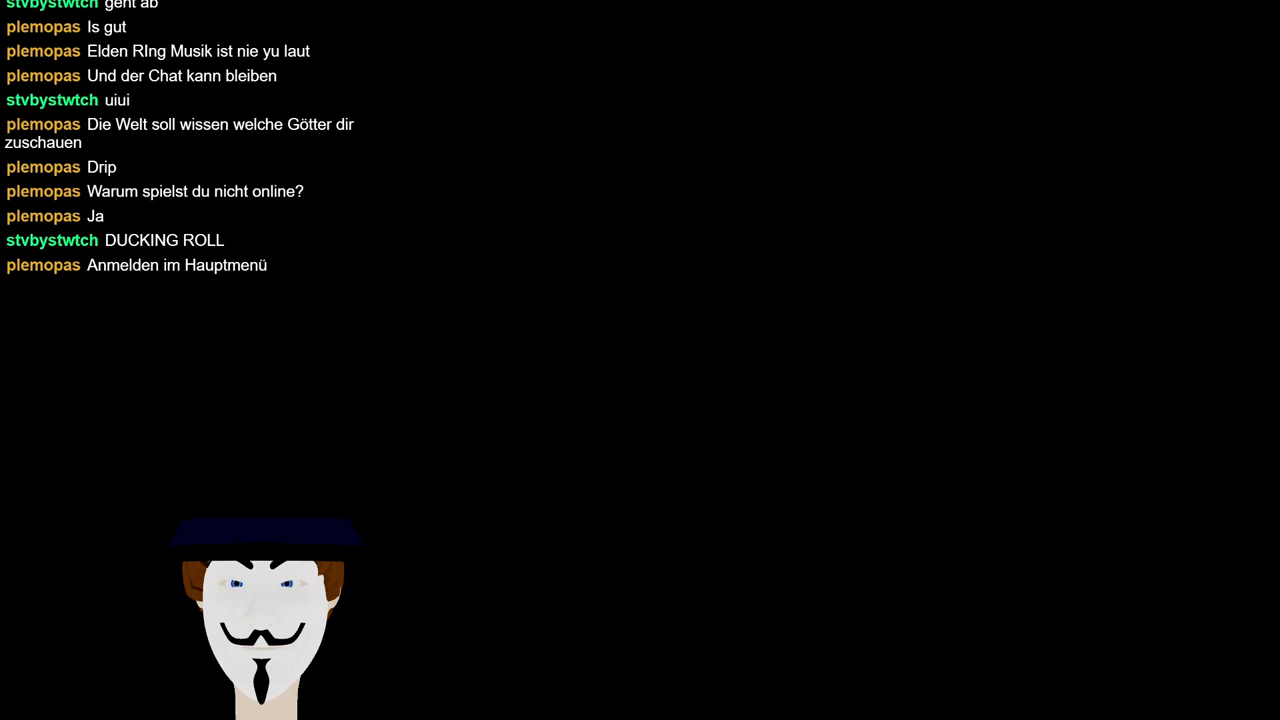 stvbystwtch geht ab
plemopas Is gut
plemopas Elden RIng Musik ist nie yu laut
plemopas Und der Chat kann bleiben
stvbystwtch uiui
plemopas Die Welt soll wissen welche Götter dir
zuschauen
plemopas Drip
plemopas Warum spielst du nicht online?
plemopas Ja
stvbystwtch DUCKING ROLL
plemopas Anmelden im Hauptmenü